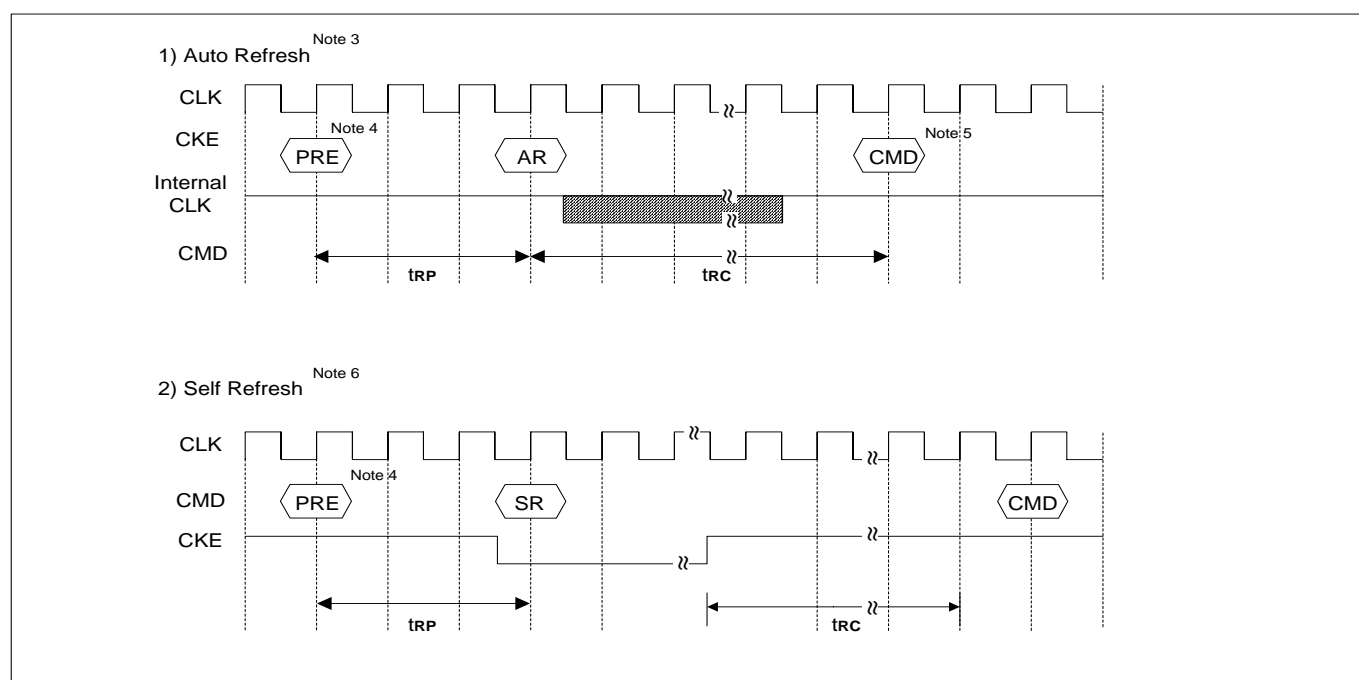 1) Auto Refresh Note 3
CLK
CKE
PRE Note 4
AR
CMD Note 5
Internal
CLK
CMD
tRP
tRC
2) Self Refresh Note 6
CLK
CMD
PRE Note 4
SR
CMD
CKE
tRP
tRC